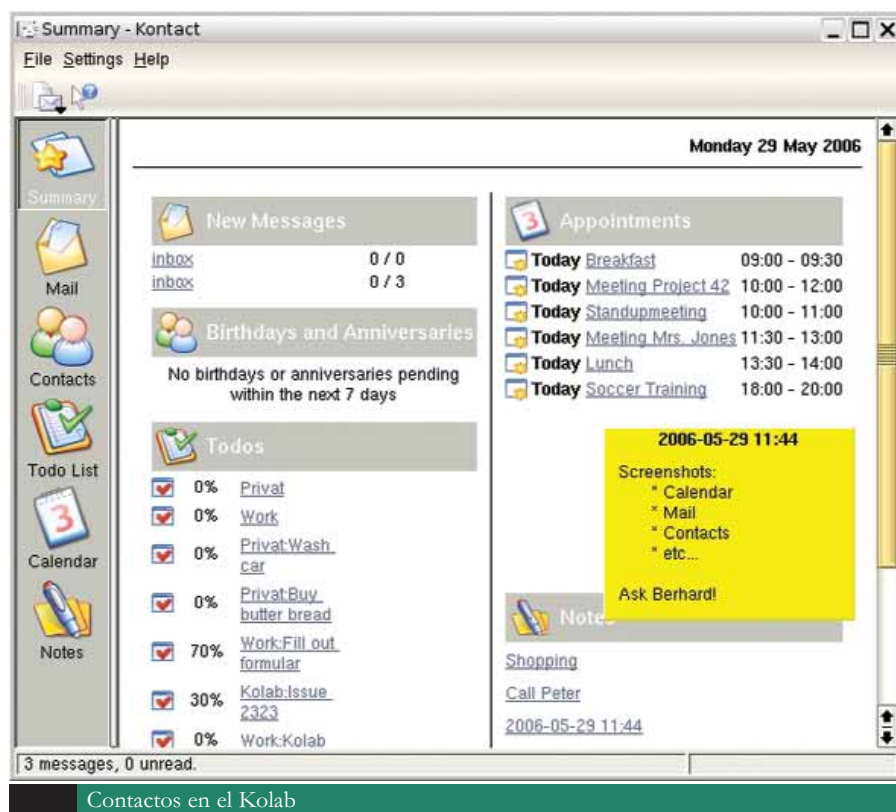 Summary - Kontact
File Settings Help
Summary
Mail
Contacts
Todo List
Calendar
Notes
Monday 29 May 2006
New Messages
inbox 0 / 0
inbox 0 / 3
Birthdays and Anniversaries
No birthdays or anniversaries pending
within the next 7 days
Todos
0% Privat
0% Work
0% Privat:Wash
car
0% Privat:Buy
butter bread
70% Work:Fill out
formular
30% Kolab:Issue
2323
0% Work:Kolab
3
Appointments
Today Breakfast 09:00 - 09:30
Today Meeting Project 42 10:00 - 12:00
Today Standupmeeting 10:00 - 11:00
Today Meeting Mrs. Jones 11:30 - 13:00
Today Lunch 13:30 - 14:00
Today Soccer Training 18:00 - 20:00
2006-05-29 11:44
Screenshots:
* Calendar
* Mail
* Contacts
* etc...
Ask Berhard!
Notes
Shopping
Call Peter
2006-05-29 11:44
3 messages, 0 unread.
Contactos en el Kolab